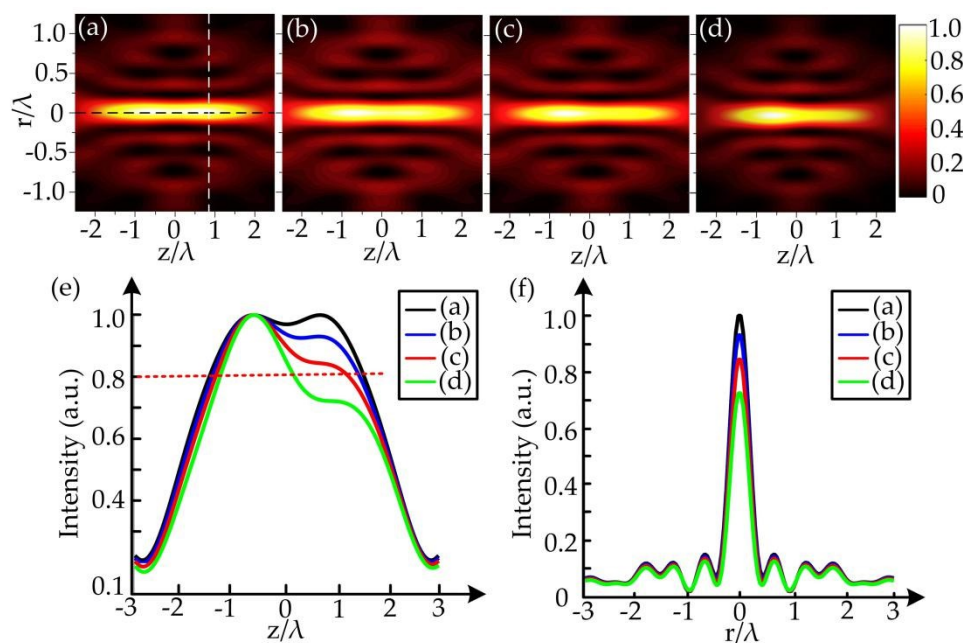 (a) (b) (c) (d)
r/λ
1.0
0.5
0
-0.5
-1.0
-2 -1 0 1 2
z/λ
-2 -1 0 1 2
z/λ
-2 -1 0 1 2
z/λ
-2 -1 0 1 2
z/λ
1.0
0.8
0.6
0.4
0.2
0
(e)
Intensity (a.u.)
1.0
0.8
0.6
0.4
0.1
-3 -2 -1 0 1 2 3
z/λ
(a)
(b)
(c)
(d)
(f)
Intensity (a.u.)
1.0
0.8
0.6
0.4
0.2
0
-3 -2 -1 0 1 2 3
r/λ
(a)
(b)
(c)
(d)